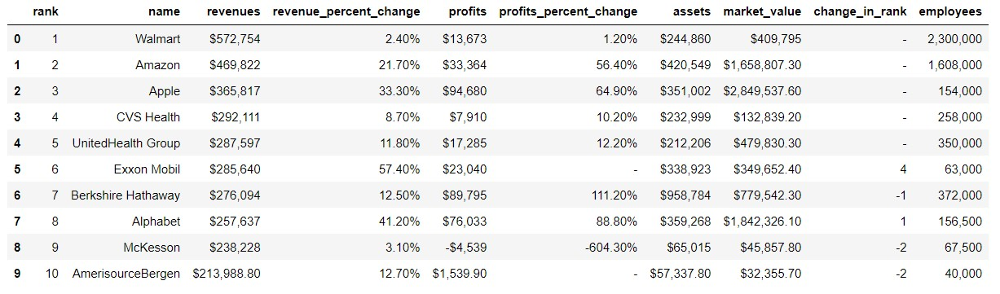 rank name revenues revenue_percent_change profits profits_percent_change assets market_value change_in_rank employees
0 1 Walmart $572,754 2.40% $13,673 1.20% $244,860 $409,795 - 2,300,000
1 2 Amazon $469,822 21.70% $33,364 56.40% $420,549 $1,658,807.30 - 1,608,000
2 3 Apple $365,817 33.30% $94,680 64.90% $351,002 $2,849,537.60 - 154,000
3 4 CVS Health $292,111 8.70% $7,910 10.20% $232,999 $132,839.20 - 258,000
4 5 UnitedHealth Group $287,597 11.80% $17,285 12.20% $212,206 $479,830.30 - 350,000
5 6 Exxon Mobil $285,640 57.40% $23,040 - $338,923 $349,652.40 4 63,000
6 7 Berkshire Hathaway $276,094 12.50% $89,795 111.20% $958,784 $779,542.30 -1 372,000
7 8 Alphabet $257,637 41.20% $76,033 88.80% $359,268 $1,842,326.10 1 156,500
8 9 McKesson $238,228 3.10% -$4,539 -604.30% $65,015 $45,857.80 -2 67,500
9 10 AmerisourceBergen $213,988.80 12.70% $1,539.90 - $57,337.80 $32,355.70 -2 40,000